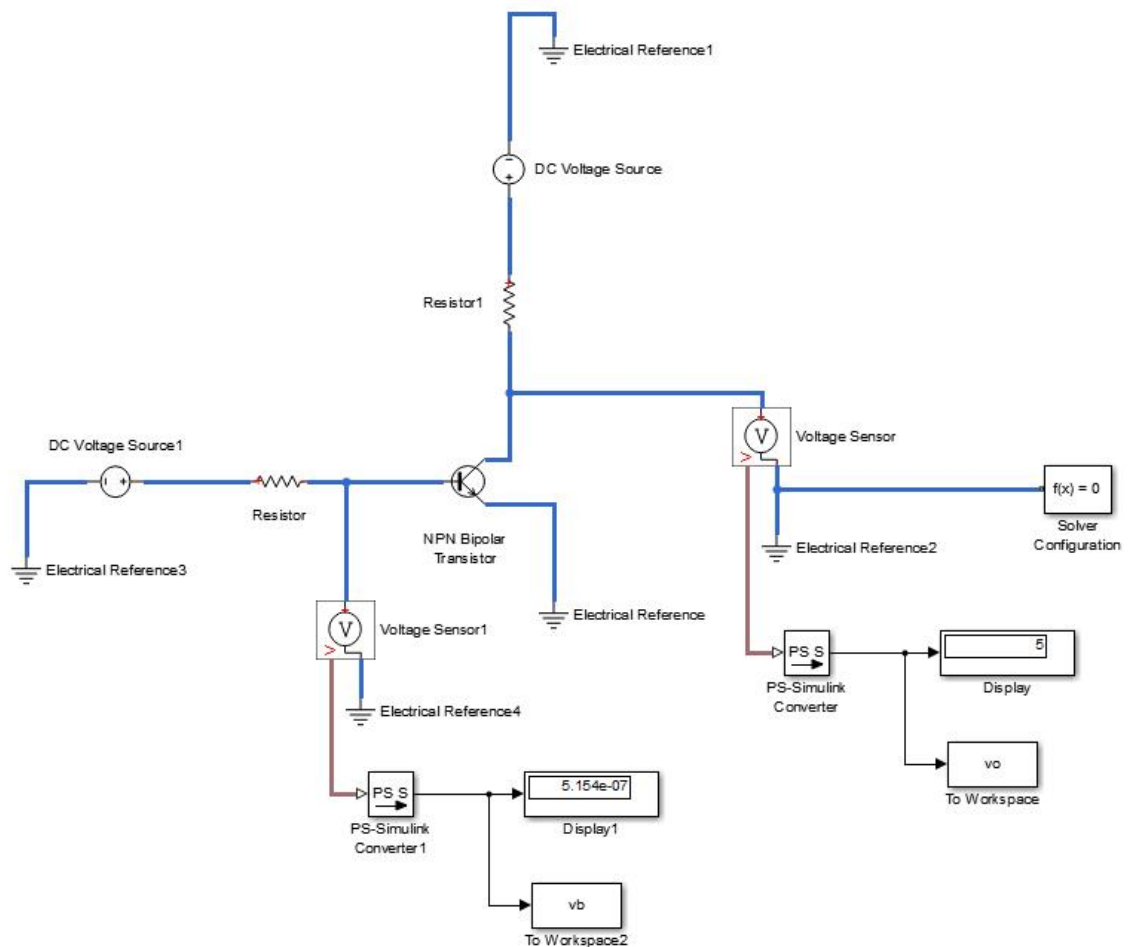 Electrical Reference1
DC Voltage Source
Resistor1
DC Voltage Source1
Resistor
Electrical Reference3
NPN Bipolar
Transistor
V
Voltage Sensor
f(x) = 0
Solver
Configuration
Electrical Reference2
Electrical Reference
V
Voltage Sensor1
Electrical Reference4
PS S
PS-Simulink
Converter
5
Display
vo
To Workspace
PS S
PS-Simulink
Converter1
5.154e-07
Display1
vb
To Workspace2